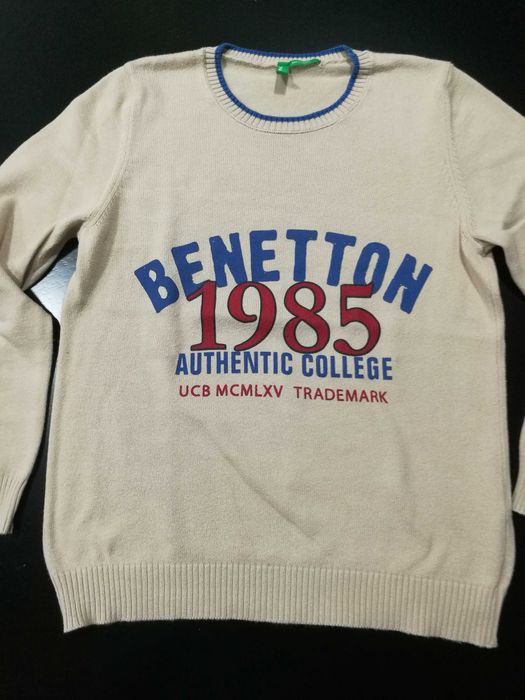 BENETTON
1985
AUTHENTIC COLLEGE
UCB MCMLXV TRADEMARK